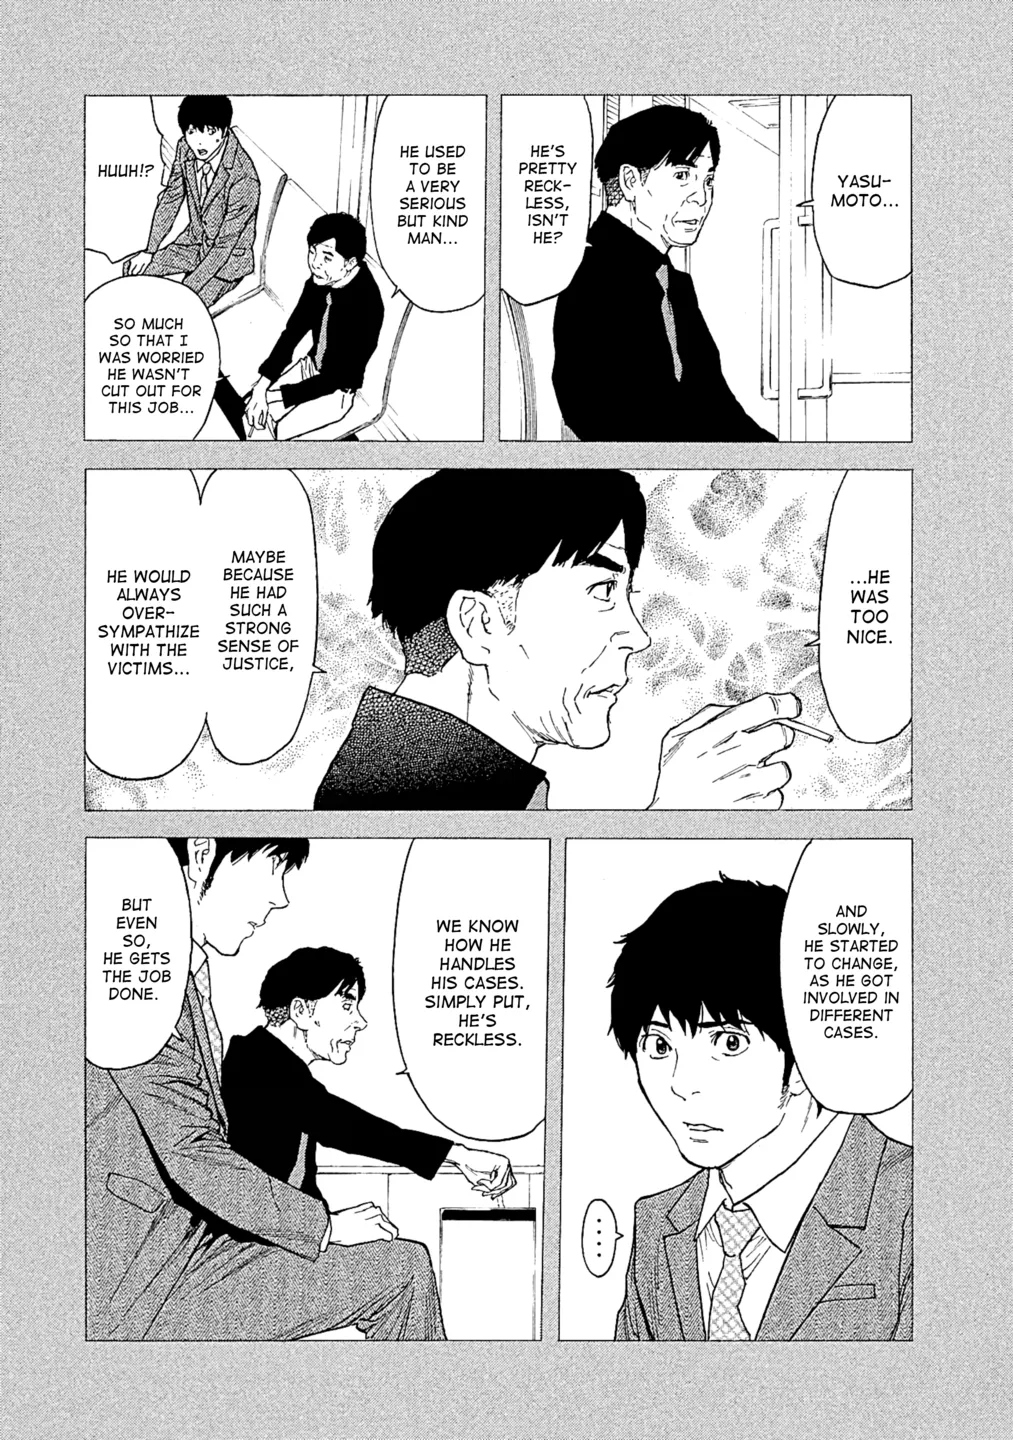 YASU-
MOTO...
HE'S
PRETTY
RECK-
LESS,
ISN'T
HE?
HE USED
TO BE
A VERY
SERIOUS
BUT KIND
MAN...
HUUH!?
SO MUCH
SO THAT I
WAS WORRIED
HE WASN'T
CUT OUT FOR
THIS JOB...
...HE
WAS
TOO
NICE.
MAYBE
BECAUSE
HE HAD
SUCH A
STRONG
SENSE OF
JUSTICE,
HE WOULD
ALWAYS
OVER-
SYMPATHIZE
WITH THE
VICTIMS...
AND
SLOWLY,
HE STARTED
TO CHANGE,
AS HE GOT
INVOLVED IN
DIFFERENT
CASES.
....
WE KNOW
HOW HE
HANDLES
HIS CASES.
SIMPLY PUT,
HE'S
RECKLESS.
BUT
EVEN
SO,
HE GETS
THE JOB
DONE.